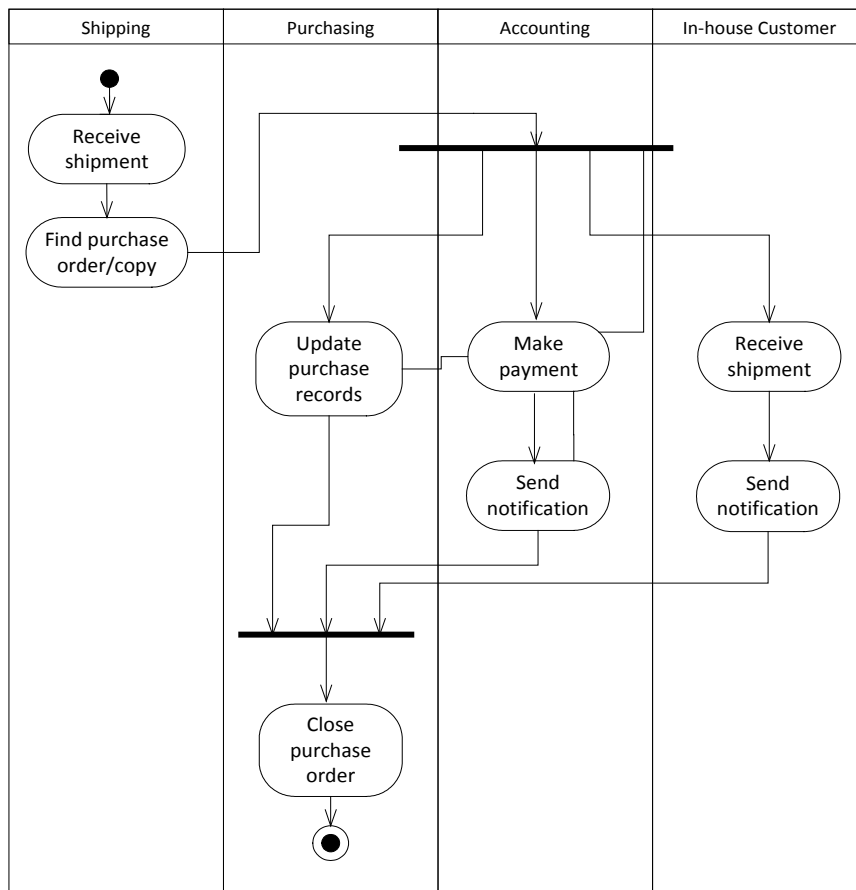 Shipping
Purchasing
Accounting
In-house Customer
Receive
shipment
Find purchase
order/copy
Update
purchase
records
Make
payment
Receive
shipment
Send
notification
Send
notification
Close
purchase
order